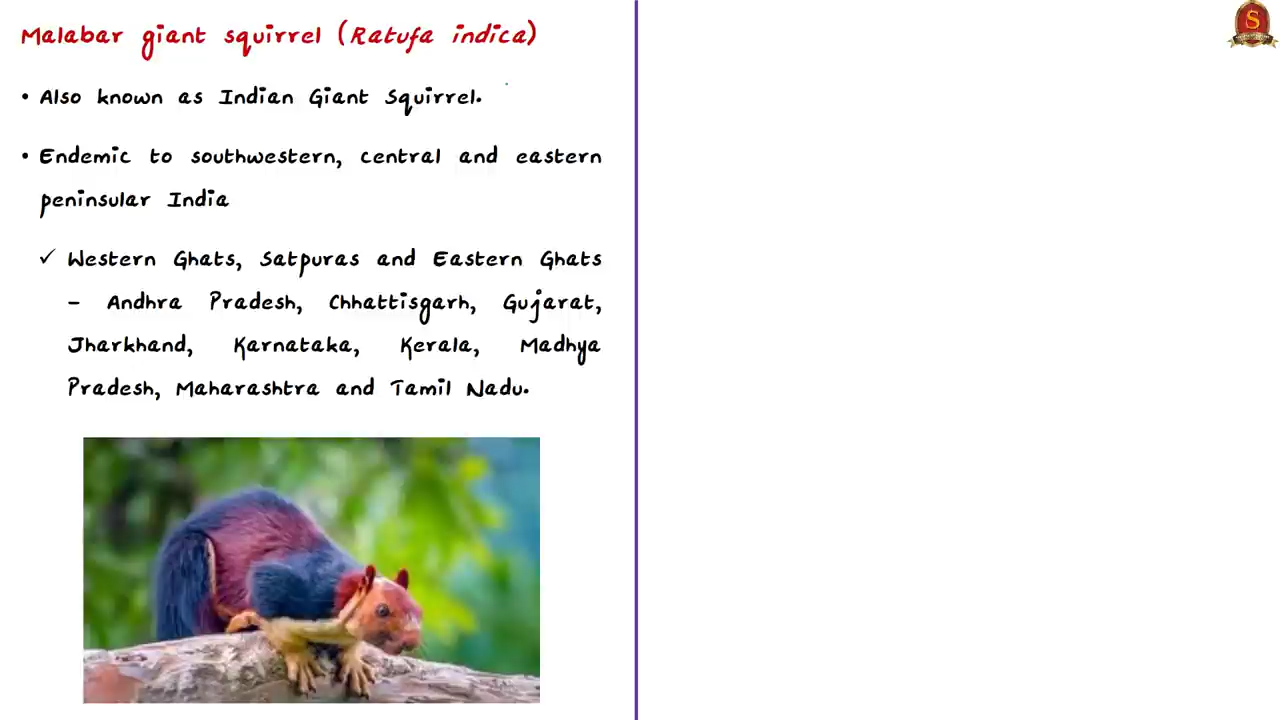 Malabar giant squirrel (Ratufa indica)
• Also known as Indian Giant Squirrel.
• Endemic to southwestern, central and eastern
peninsular India
✓ Western Ghats, Satpuras and Eastern Ghats
– Andhra Pradesh, Chhattisgarh, Gujarat,
Jharkhand, Karnataka, Kerala, Madhya
Pradesh, Maharashtra and Tamil Nadu.
S